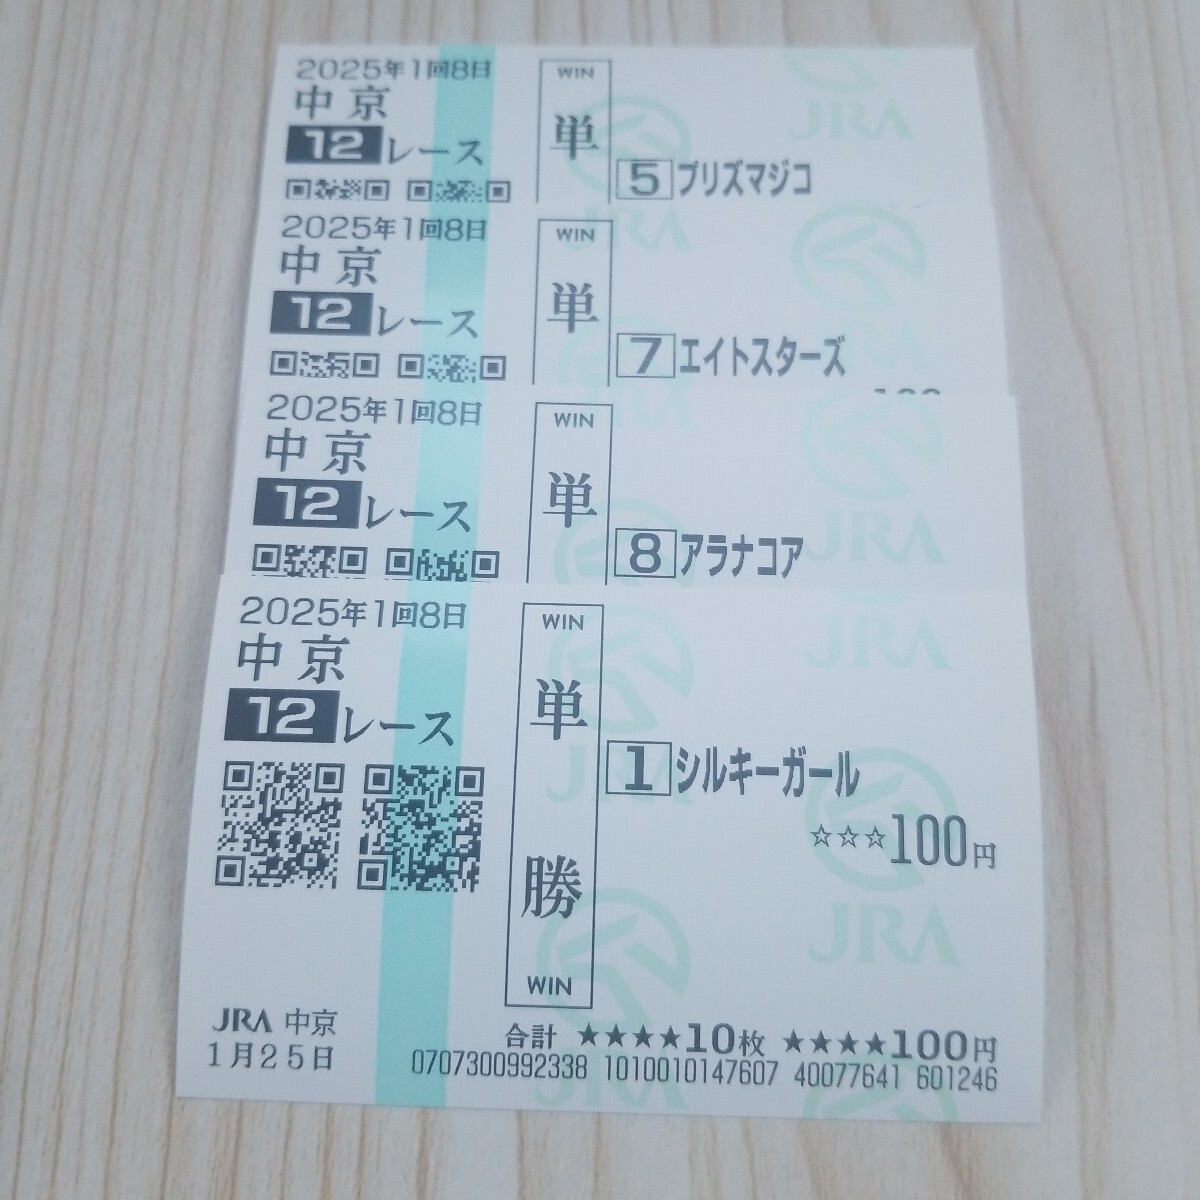 2025年1回8日
中京
12レース
WIN
単
5 プリズマジコ
JRA
2025年1回8日
中京
12レース
WIN
単
7 エイトスターズ
JRA
2025年1回8日
中京
12レース
WIN
単
8 アラナコア
JRA
JRA
2025年1回8日
中京
12レース
WIN
単勝
WIN
1 シルキーガール
☆☆☆100円
JRA
JRA 中京
1月25日
合計 ★★★★10枚 ★★★★100円
0707300992338 1010010147607 40077641 601246